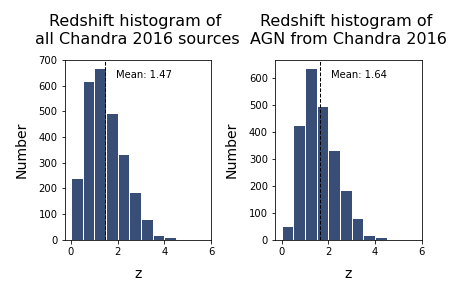 Redshift histogram of
all Chandra 2016 sources
Mean: 1.47
Number
700
600
500
400
300
200
100
0
0 2 4 6
z
Redshift histogram of
AGN from Chandra 2016
Mean: 1.64
Number
600
500
400
300
200
100
0
0 2 4 6
z